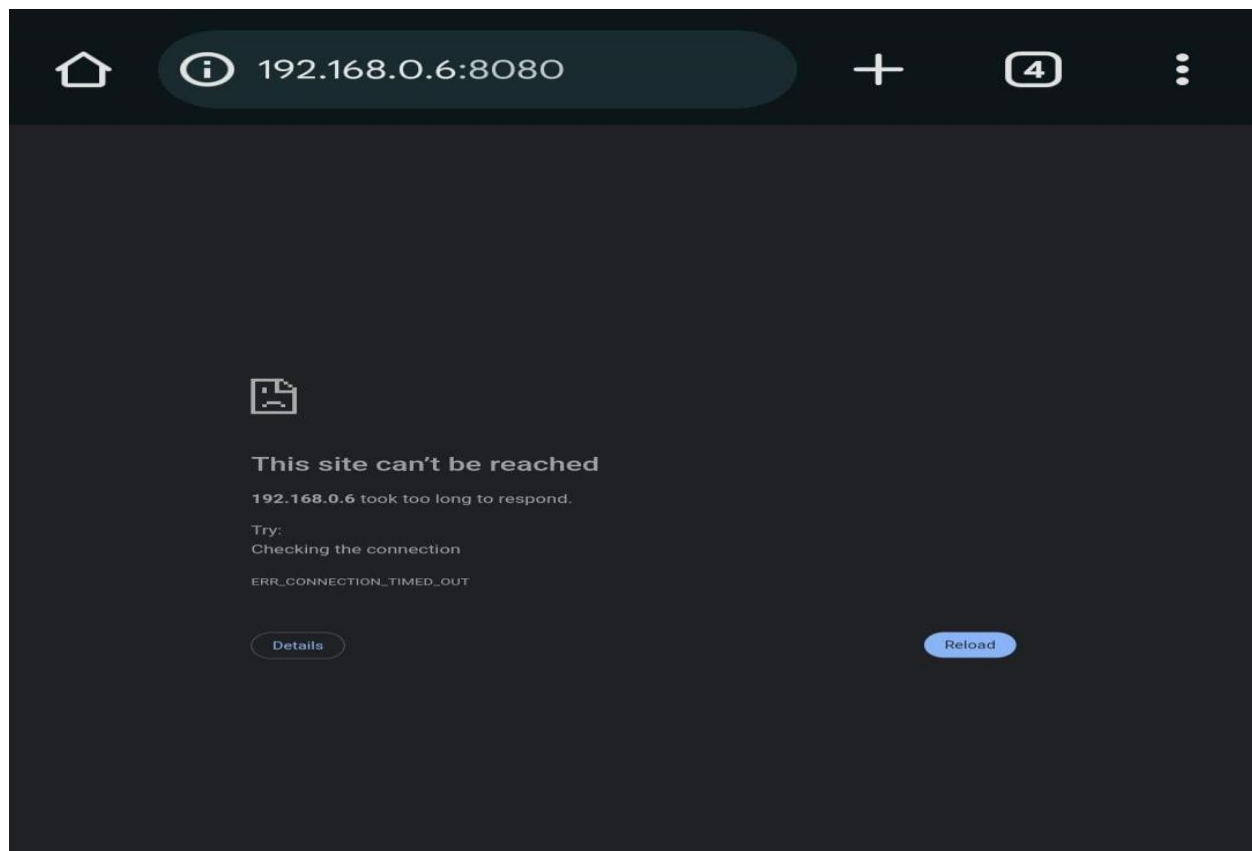 192.168.0.6:8080
4
This site can't be reached
192.168.0.6 took too long to respond.
Try:
Checking the connection
ERR_CONNECTION_TIMED_OUT
Details
Reload